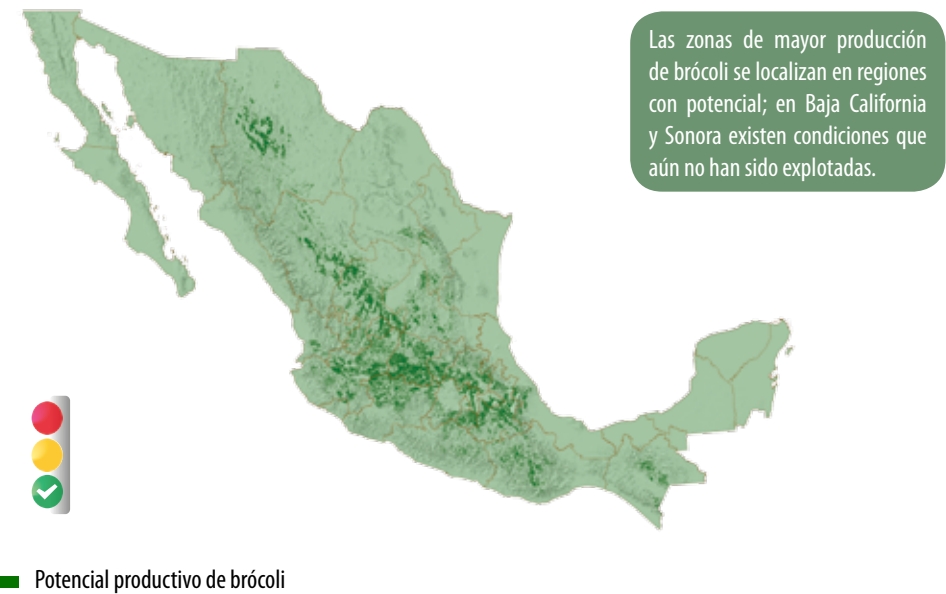 Las zonas de mayor producción
de brócoli se localizan en regiones
con potencial; en Baja California
y Sonora existen condiciones que
aún no han sido explotadas.
Potencial productivo de brócoli